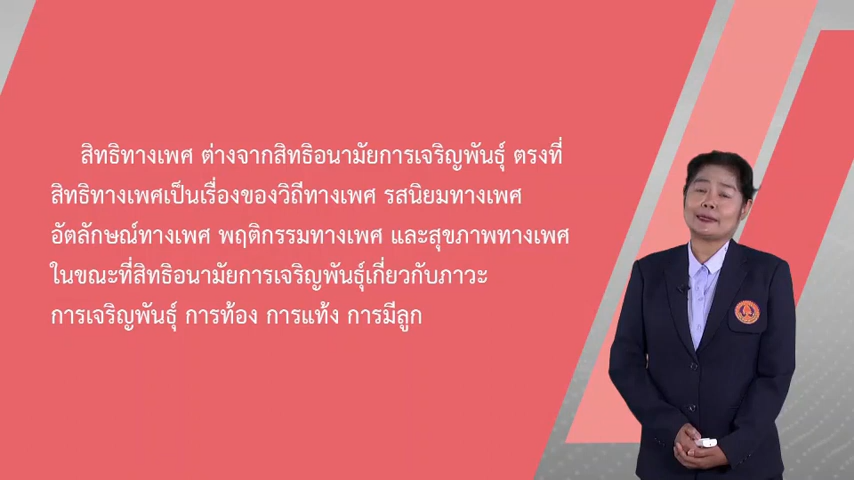 สิทธิทางเพศ ต่างจากสิทธิอนามัยการเจริญพันธุ์ ตรงที่
สิทธิทางเพศเป็นเรื่องของวิถีทางเพศ รสนิยมทางเพศ
อัตลักษณ์ทางเพศ พฤติกรรมทางเพศ และสุขภาพทางเพศ
ในขณะที่สิทธิอนามัยการเจริญพันธุ์เกี่ยวกับภาวะ
การเจริญพันธุ์ การท้อง การแท้ง การมีลูก